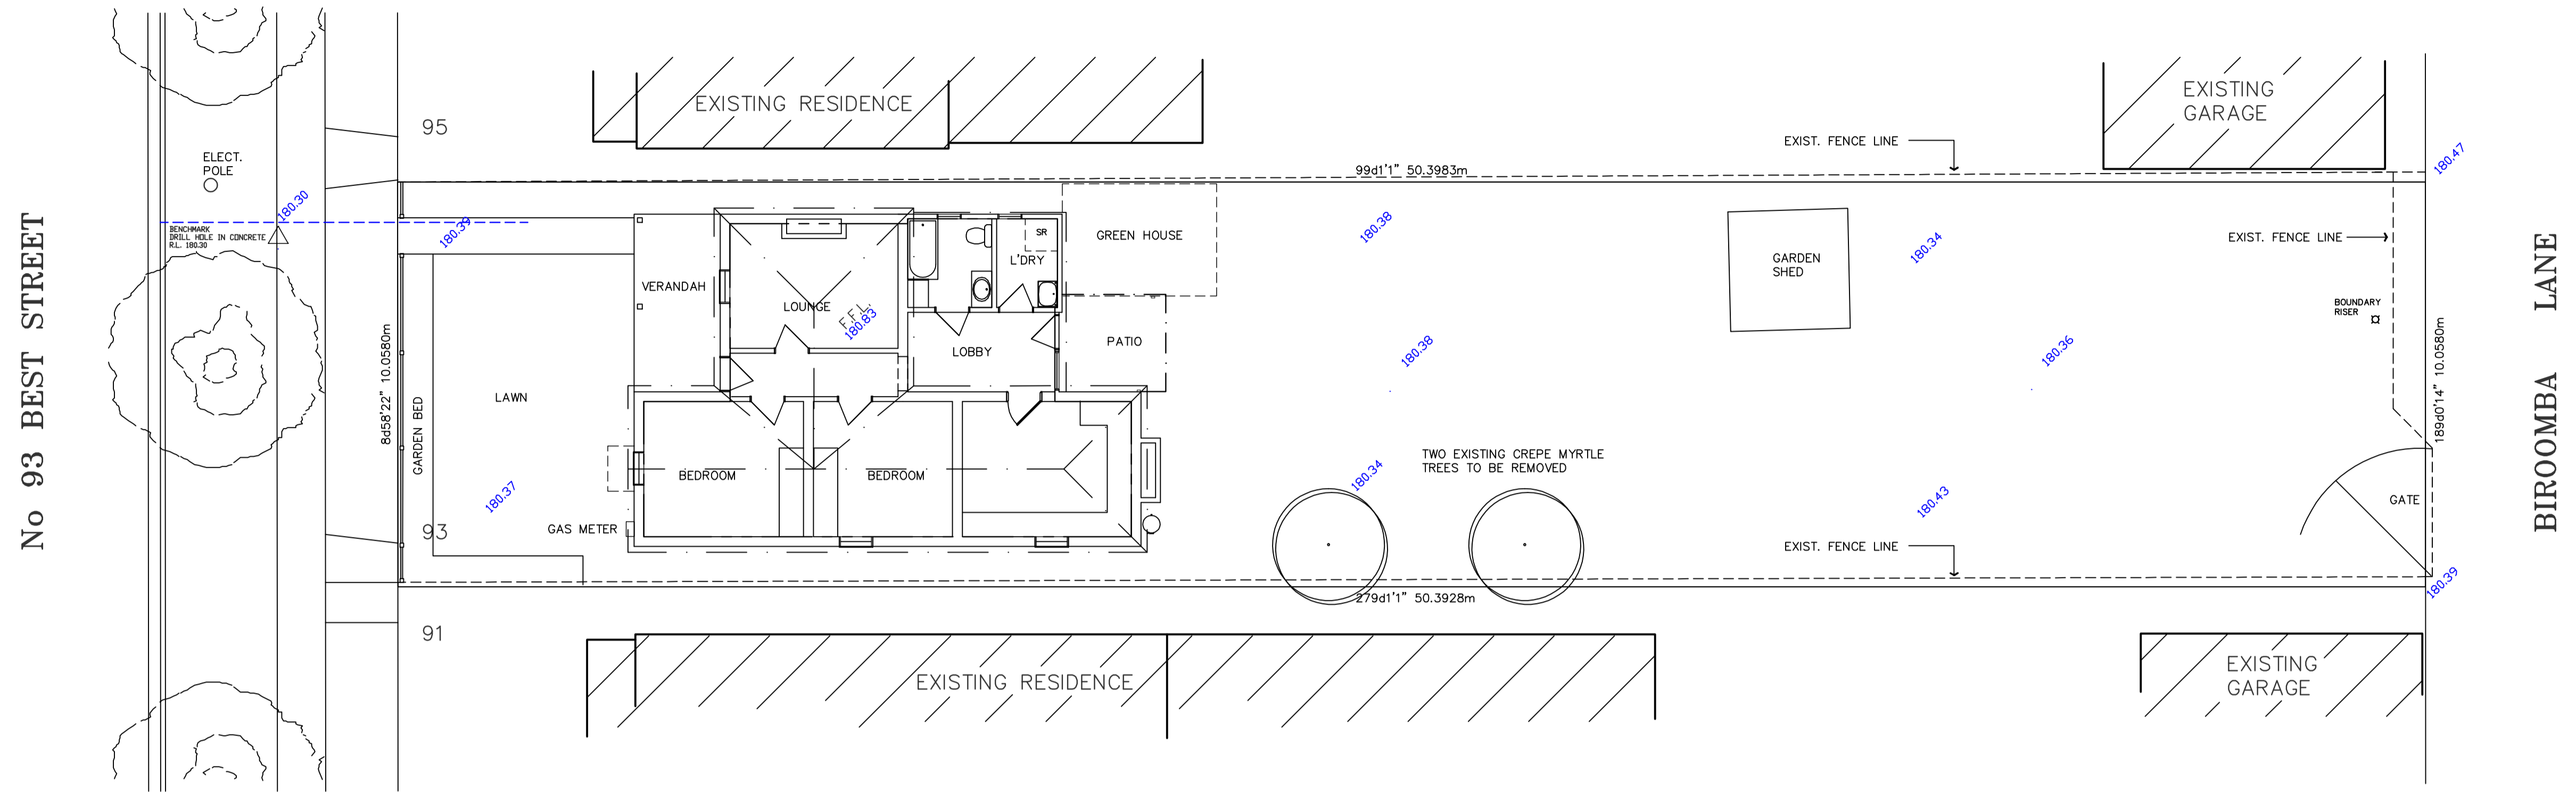 No 93 BEST STREET
ELECT.
POLE
180.30
BENCHMARK
DRILL HOLE IN CONCRETE
R.L. 180.30
95
180.39
8d58'22" 10.0580m
GARDEN BED
LAWN
180.37
93
91
GAS METER
EXISTING RESIDENCE
VERANDAH
LOUNGE
F.F.L.
180.83
SR
L'DRY
LOBBY
BEDROOM
BEDROOM
GREEN HOUSE
PATIO
99d1'1" 50.3983m
180.38
180.38
180.34
TWO EXISTING CREPE MYRTLE
TREES TO BE REMOVED
279d1'1" 50.3928m
EXISTING RESIDENCE
EXIST. FENCE LINE
GARDEN
SHED
180.34
180.36
180.43
EXIST. FENCE LINE
EXISTING
GARAGE
180.47
EXIST. FENCE LINE
BOUNDARY
RISER
189d0'14" 10.0580m
GATE
180.39
EXISTING
GARAGE
BIROOMBA LANE